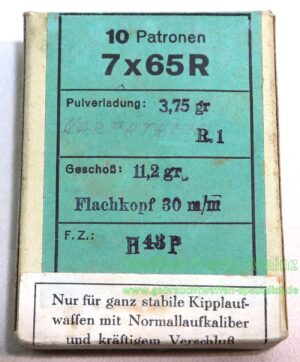 10 Patronen
7x65R
Pulverladung: 3,75 gr
R.1
Geschoß: 11,2 gr.
Flachkopf 30 m/m
F. Z.:
H 43 P
Nur für ganz stabile Kipplauf-
waffen mit Normallaufkaliber
und kräftigem Verschluß